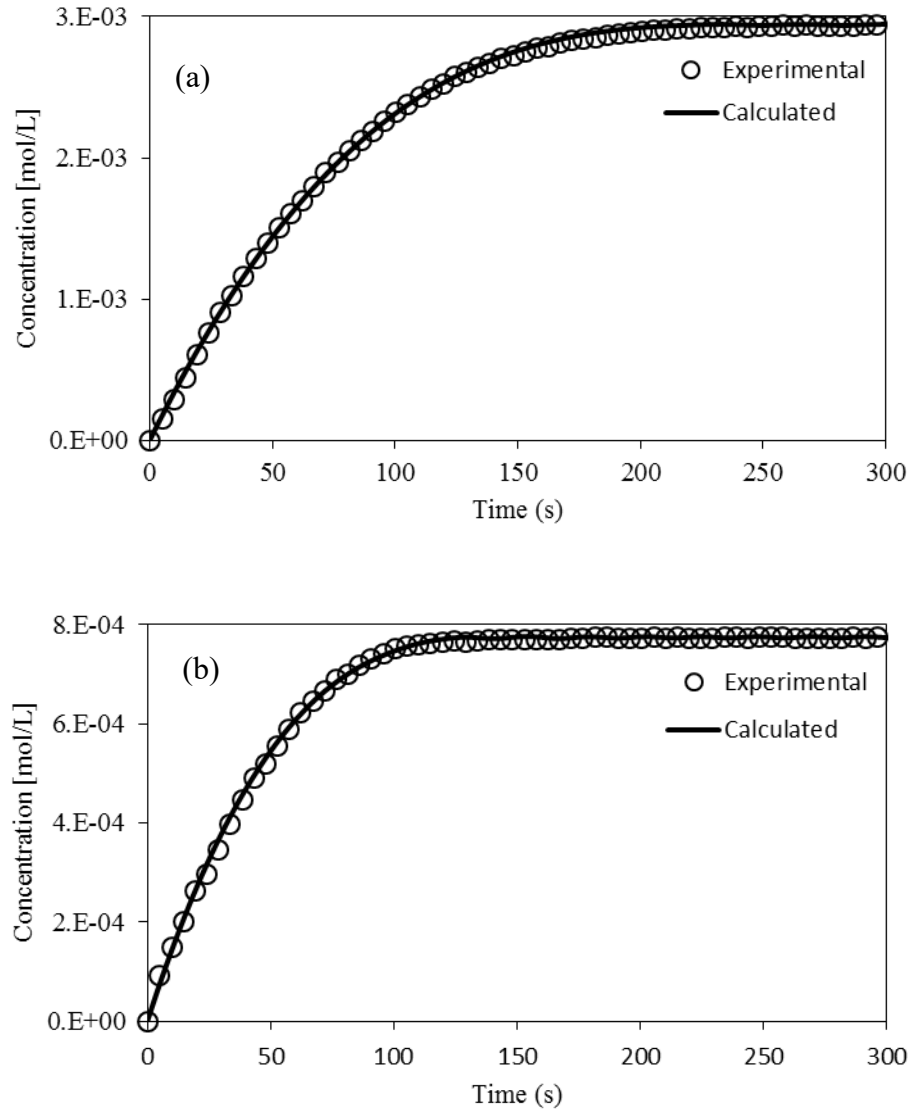 3.E-03
(a)
Experimental
Calculated
2.E-03
Concentration [mol/L]
1.E-03
0.E+00
0 50 100 150 200 250 300
Time (s)
8.E-04
(b)
Experimental
Calculated
6.E-04
Concentration [mol/L]
4.E-04
2.E-04
0.E+00
0 50 100 150 200 250 300
Time (s)